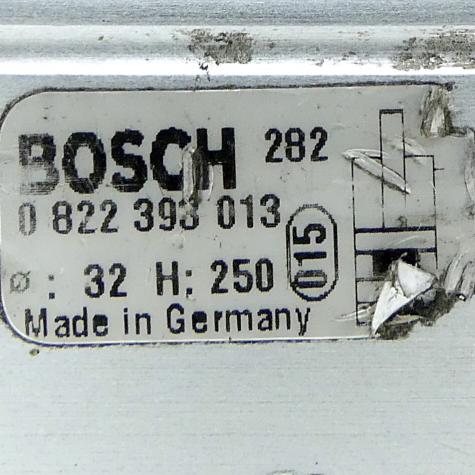 BOSCH 282
0 822 393 013
ø: 32 H: 250 015
Made in Germany